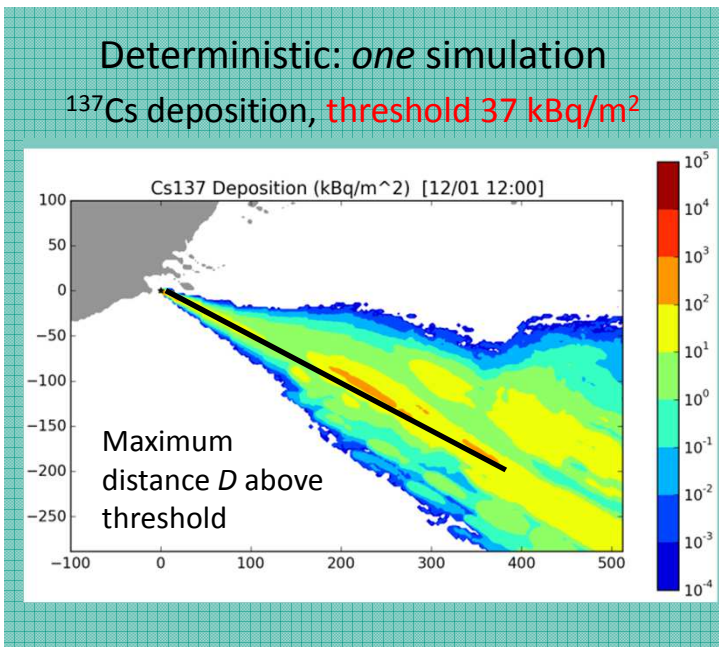 Deterministic: one simulation
¹³⁷Cs deposition, threshold 37 kBq/m²
Cs137 Deposition (kBq/m^2) [12/01 12:00]
100
50
0
−50
−100
−150
−200
−250
−100 0 100 200 300 400 500
Maximum
distance D above
threshold
10⁵
10⁴
10³
10²
10¹
10⁰
10⁻¹
10⁻²
10⁻³
10⁻⁴